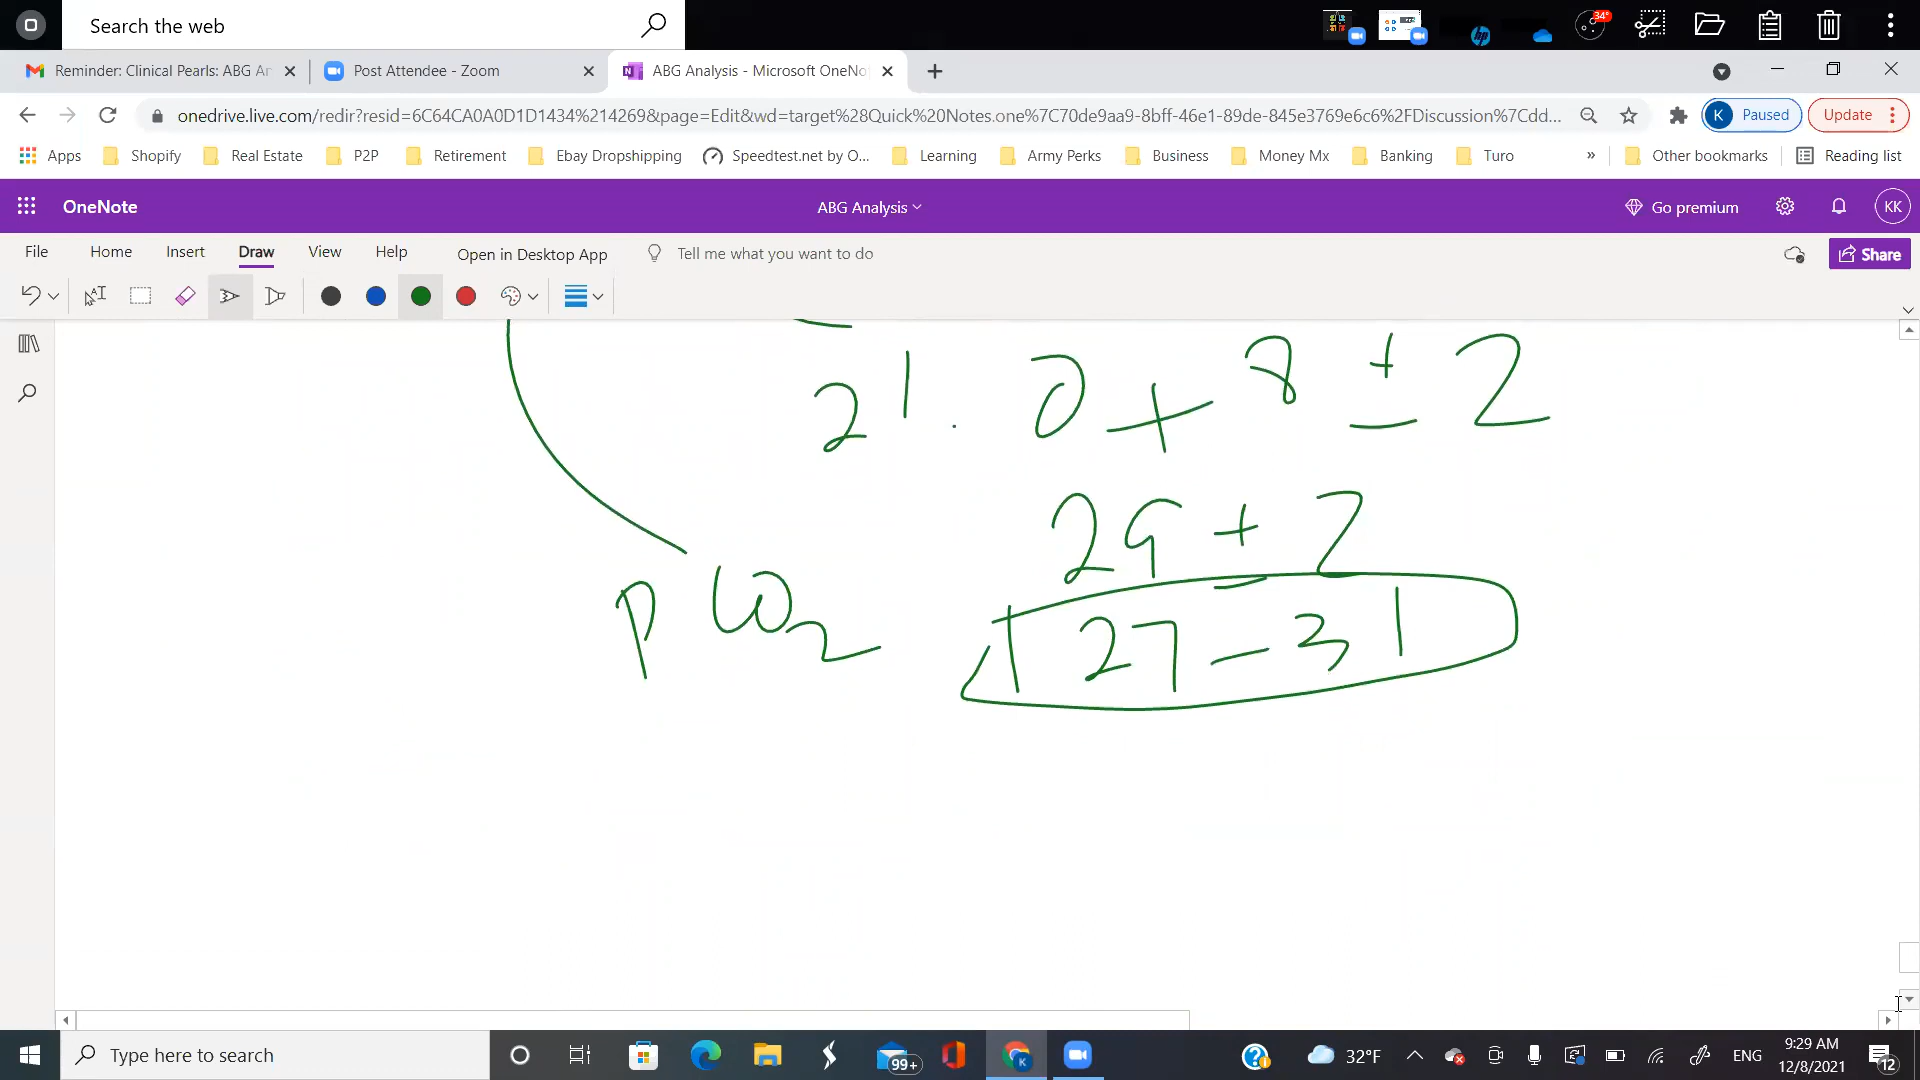 Search the web
34°
Reminder: Clinical Pearls: ABG Ar
Post Attendee - Zoom
ABG Analysis - Microsoft OneNo
onedrive.live.com/redir?resid=6C64CA0A0D1D1434%214269&page=Edit&wd=target%28Quick%20Notes.one%7C70de9aa9-8bff-46e1-89de-845e3769e6c6%2FDiscussion%7Cdd...
K Paused
Update
Apps Shopify Real Estate P2P Retirement Ebay Dropshipping Speedtest.net by O... Learning Army Perks Business Money Mx Banking Turo » Other bookmarks Reading list
OneNote
ABG Analysis
Go premium
KK
File Home Insert Draw View Help Open in Desktop App Tell me what you want to do
Share
21.0 + 8 ± 2
29 ± 2
PCO2 27 – 31
Type here to search
99+
K
32°F
ENG
9:29 AM
12/8/2021
12